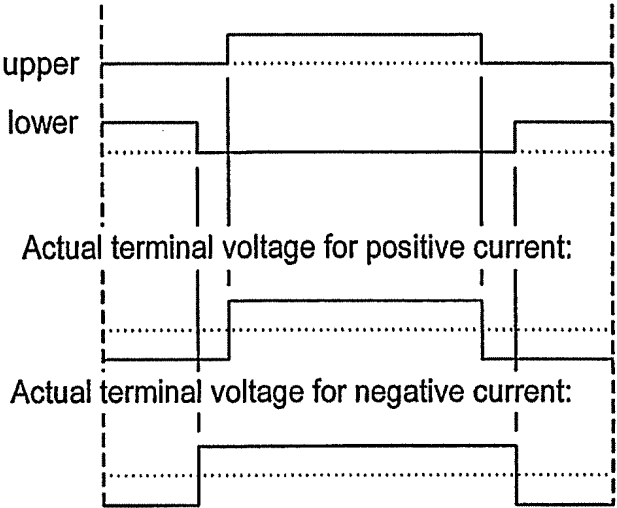 upper
lower
Actual terminal voltage for positive current:
Actual terminal voltage for negative current: